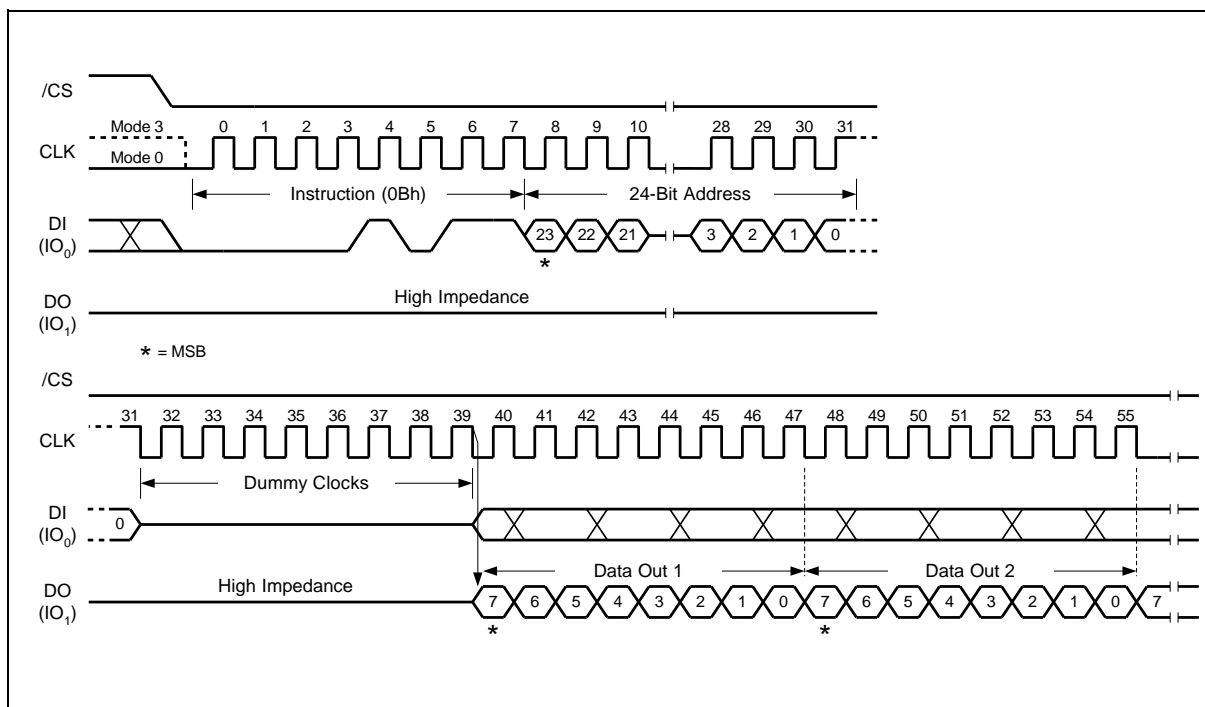 /CS
Mode 3 0 1 2 3 4 5 6 7 8 9 10 28 29 30 31
CLK Mode 0
Instruction (0Bh) 24-Bit Address
DI
(IO0) 23 22 21 3 2 1 0
*
High Impedance
DO
(IO1)
* = MSB
/CS
31 32 33 34 35 36 37 38 39 40 41 42 43 44 45 46 47 48 49 50 51 52 53 54 55
CLK
Dummy Clocks
DI
(IO0) 0
High Impedance Data Out 1 Data Out 2
DO
(IO1) 7 6 5 4 3 2 1 0 7 6 5 4 3 2 1 0 7
* *